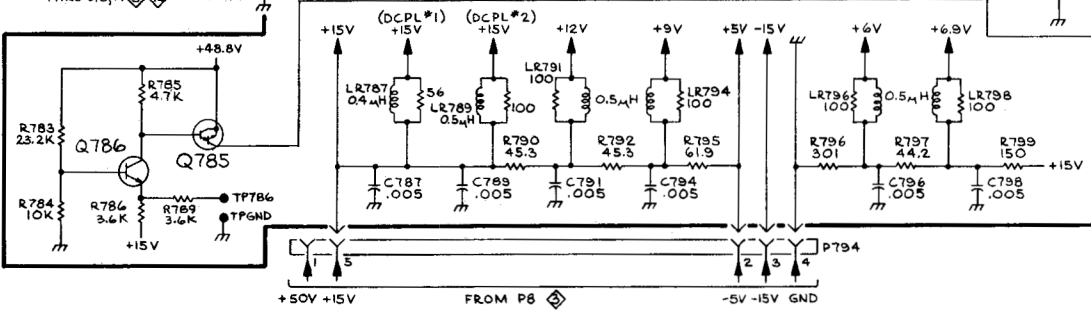 +15V
(DCPL #1)
+15V
(DCPL #2)
+15V
+12V
+9V
+5V -15V
+6V
+6.9V
+48.8V
R785
4.7K
R783
23.2K
Q786
Q785
R784
10K
R786
3.6K
R789
3.6K
TP786
TPGND
+15V
LR787
0.4μH
56
LR789
0.5μH
100
LR791
100
0.5μH
LR794
100
LR796
100
0.5μH
LR798
100
R790
45.3
R792
45.3
R795
61.9
R796
301
R797
44.2
R799
150
+15V
C787
.005
C789
.005
C791
.005
C794
.005
C796
.005
C798
.005
1
5
2
3
4
P794
+50V +15V
FROM P8 3
-5V -15V GND